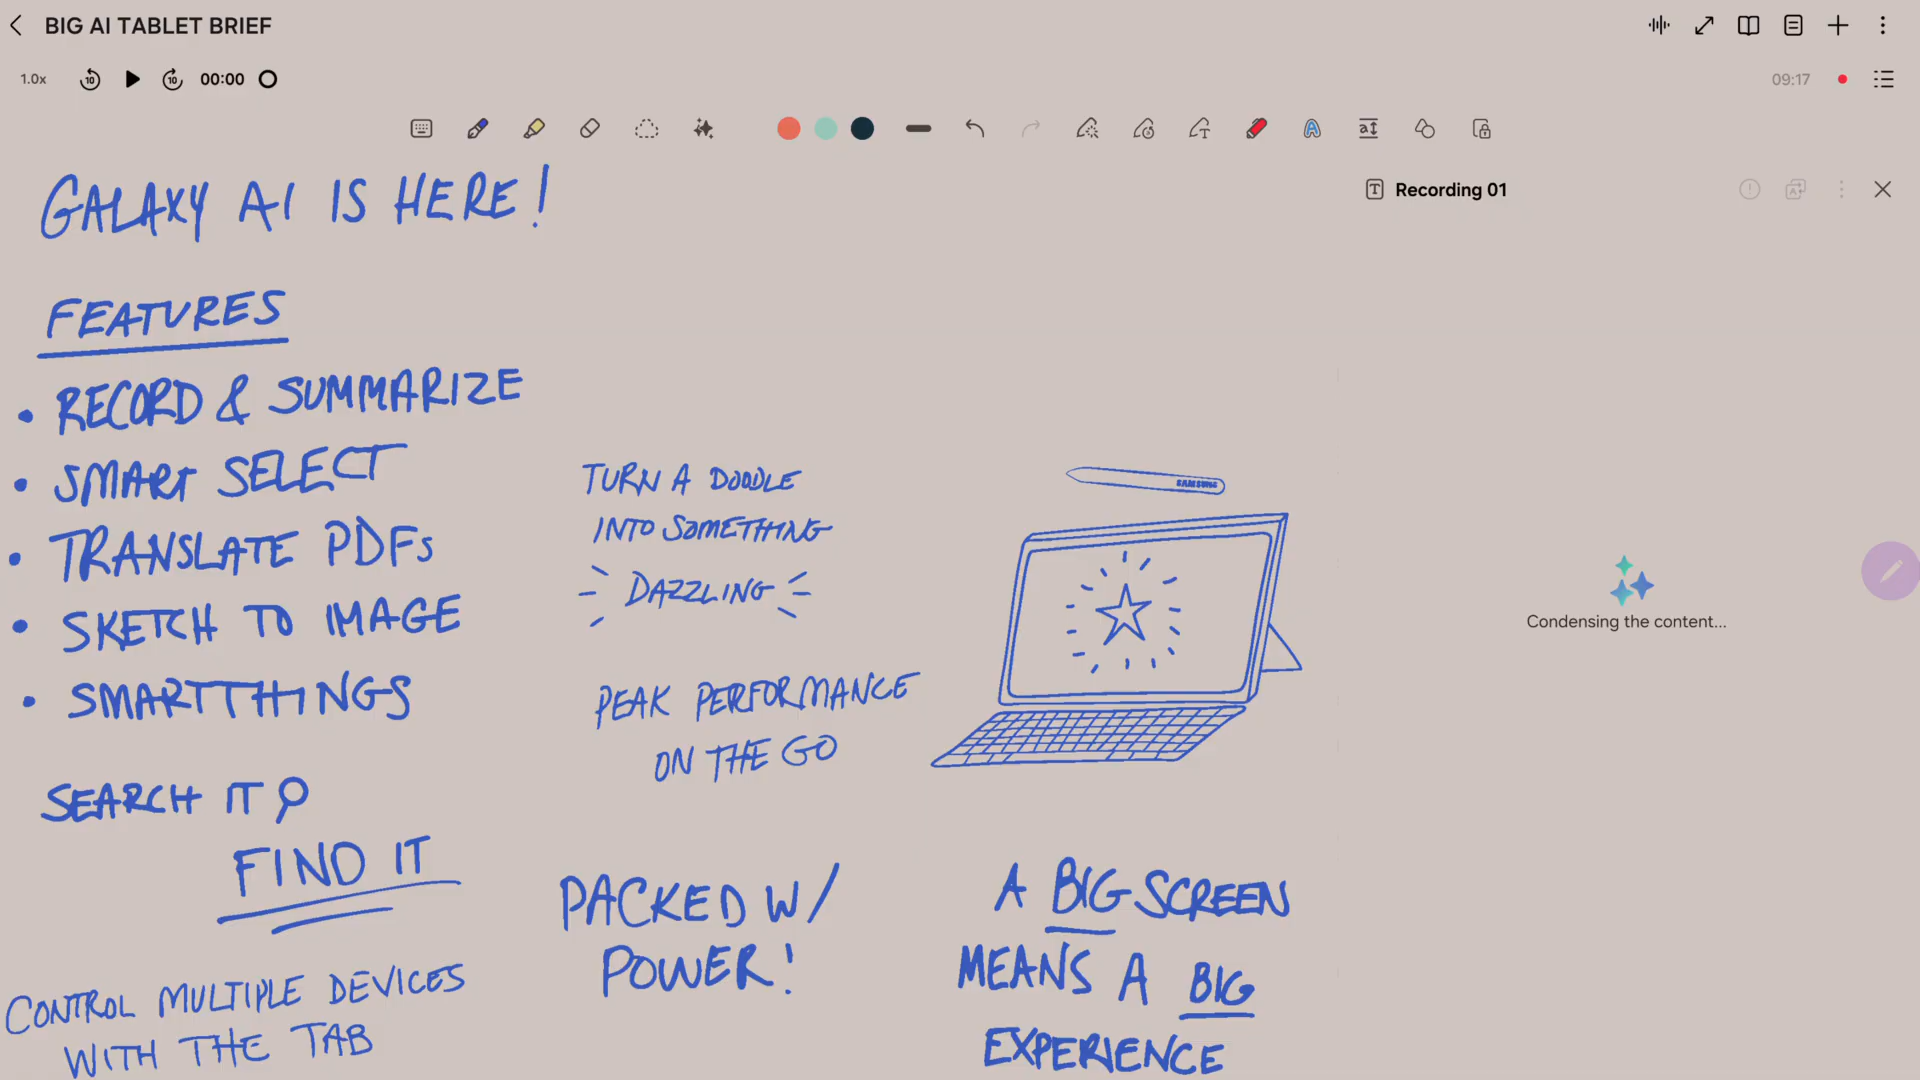 BIG AI TABLET BRIEF
1.0x
10
10
00:00
09:17
GALAXY AI IS HERE!
FEATURES
• RECORD & SUMMARIZE
• SMART SELECT
• TRANSLATE PDFs
• SKETCH TO IMAGE
• SMARTTHINGS
SEARCH IT
FIND IT
CONTROL MULTIPLE DEVICES
WITH THE TAB
TURN A DOODLE
INTO SOMETHING
DAZZLING
PEAK PERFORMANCE
ON THE GO
PACKED W/
POWER!
SAMSUNG
A BIG SCREEN
MEANS A BIG
EXPERIENCE
Recording 01
Condensing the content...